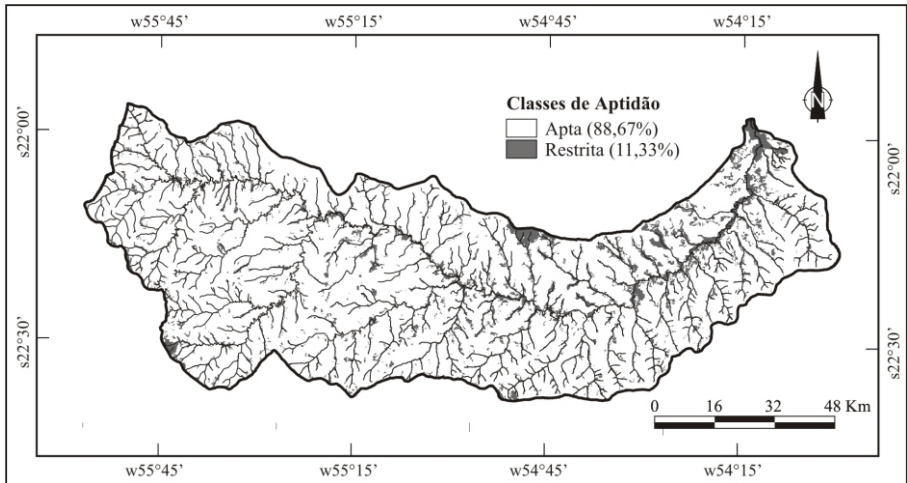 w55°45’ w55°15’ w54°45’ w54°15’
N
Classes de Aptidão
Apta (88,67%)
Restrita (11,33%)
s22°00’ s22°00’
s22°30’ s22°30’
0 16 32 48 Km
w55°45’ w55°15’ w54°45’ w54°15’